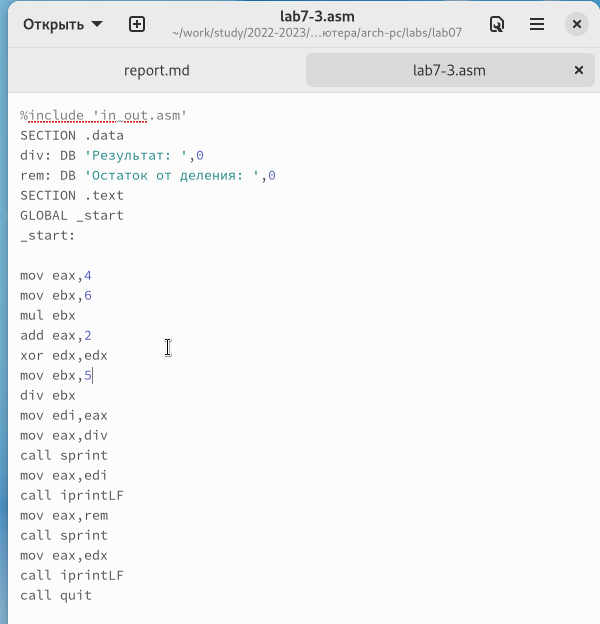 Открыть
lab7-3.asm
~/work/study/2022-2023/…ютера/arch-pc/labs/lab07
report.md
lab7-3.asm
%include 'in_out.asm'
SECTION .data
div: DB 'Результат: ',0
rem: DB 'Остаток от деления: ',0
SECTION .text
GLOBAL _start
_start:
mov eax,4
mov ebx,6
mul ebx
add eax,2
xor edx,edx
mov ebx,5
div ebx
mov edi,eax
mov eax,div
call sprint
mov eax,edi
call iprintLF
mov eax,rem
call sprint
mov eax,edx
call iprintLF
call quit